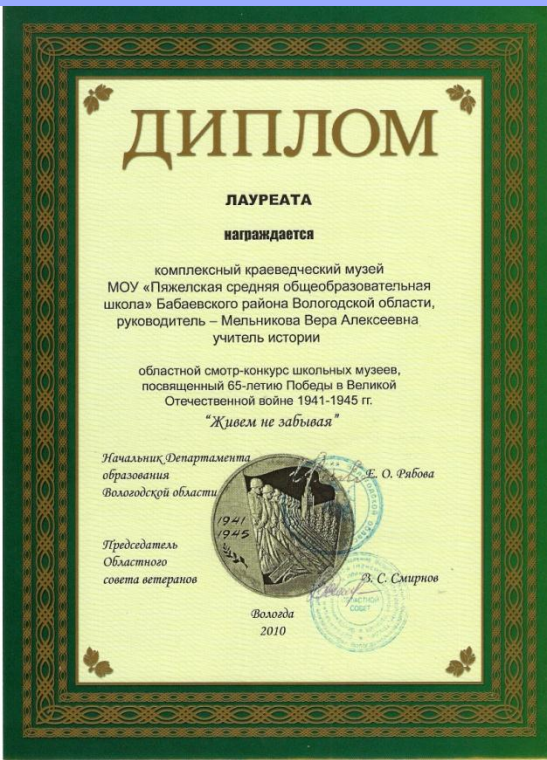 ДИПЛОМ
ЛАУРЕАТА
награждается
комплексный краеведческий музей
МОУ «Пяжелская средняя общеобразовательная
школа» Бабаевского района Вологодской области,
руководитель – Мельникова Вера Алексеевна
учитель истории
областной смотр-конкурс школьных музеев,
посвященный 65-летию Победы в Великой
Отечественной войне 1941-1945 гг.
"Живем не забывая"
Начальник Департамента
образования Е. О. Рябова
Вологодской области
1941
1945
Председатель
Областного
совета ветеранов В. С. Смирнов
ОБЛАСТНОЙ
СОВЕТ
Вологда
2010